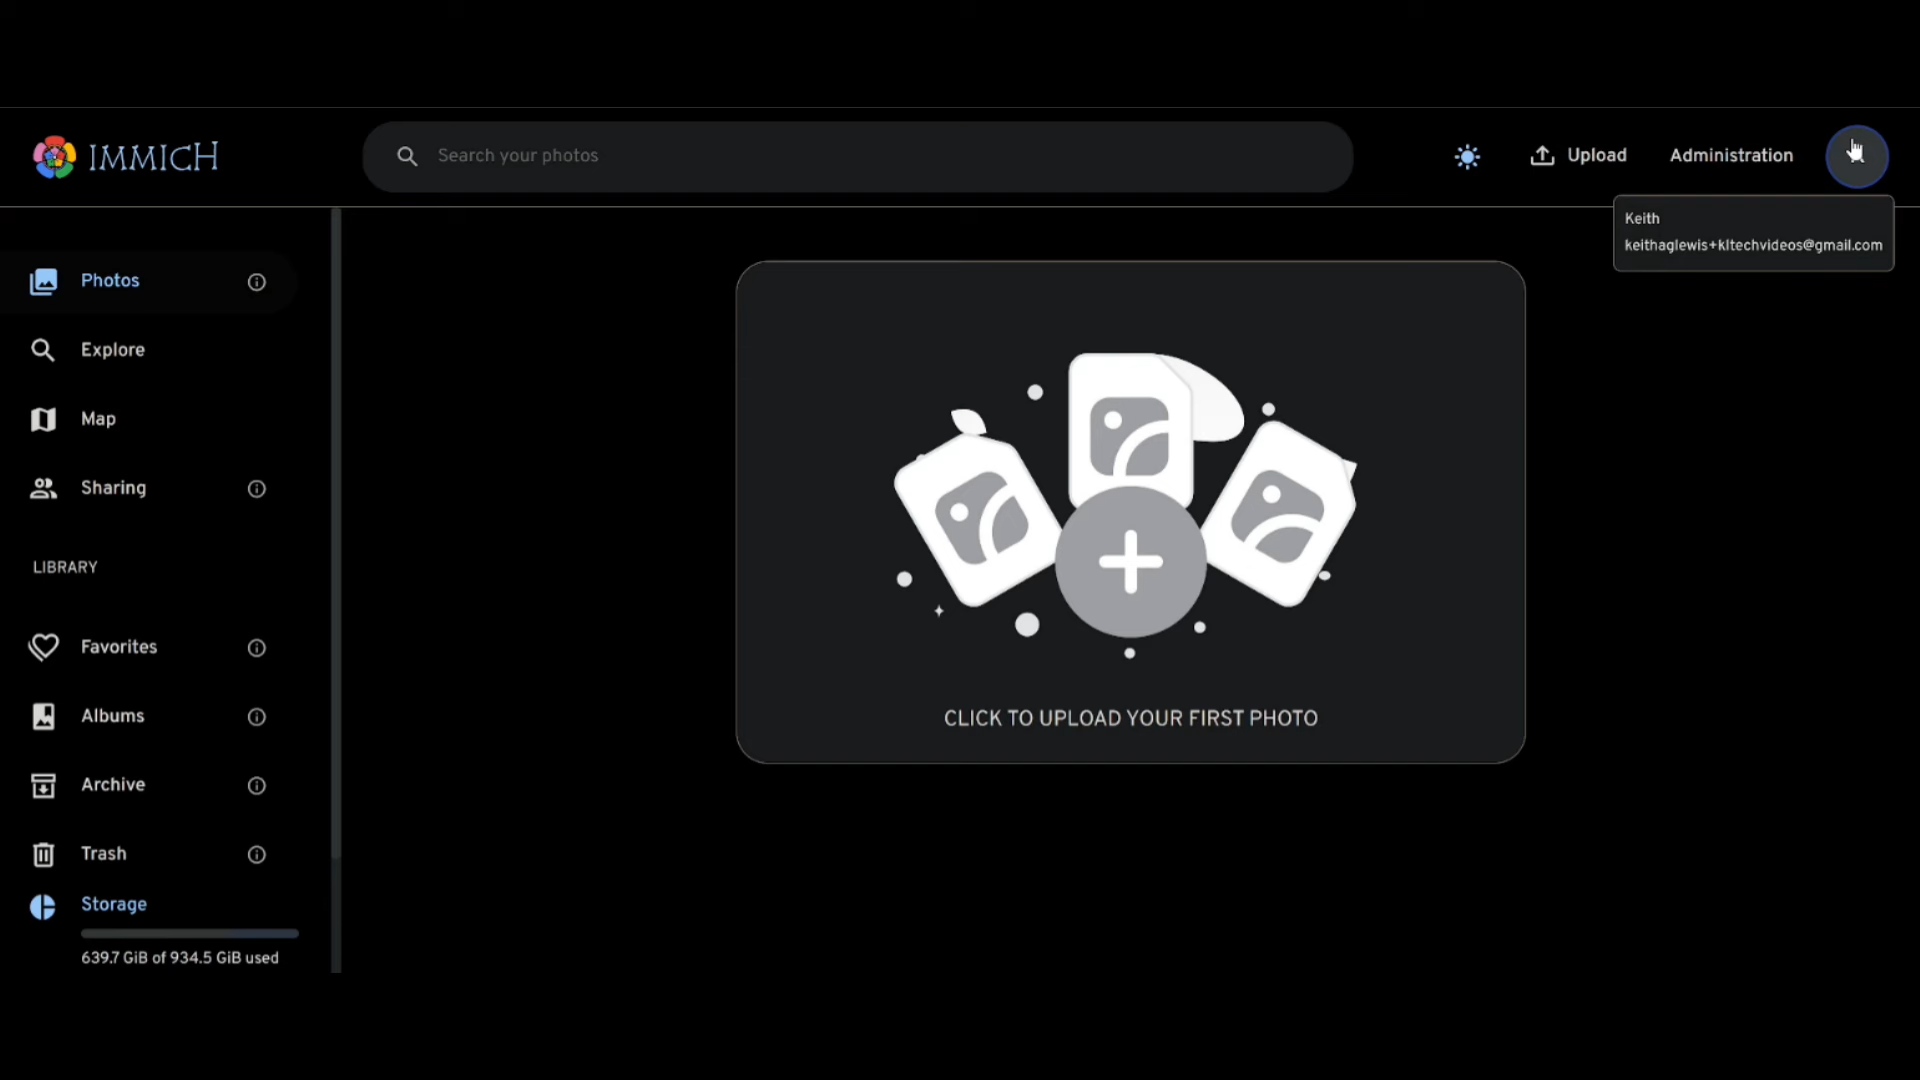 IMMICH
Search your photos
Upload
Administration
Keith
keithaglewis+kltechvideos@gmail.com
Photos
Explore
Map
Sharing
LIBRARY
Favorites
Albums
Archive
Trash
Storage
639.7 GiB of 934.5 GiB used
CLICK TO UPLOAD YOUR FIRST PHOTO